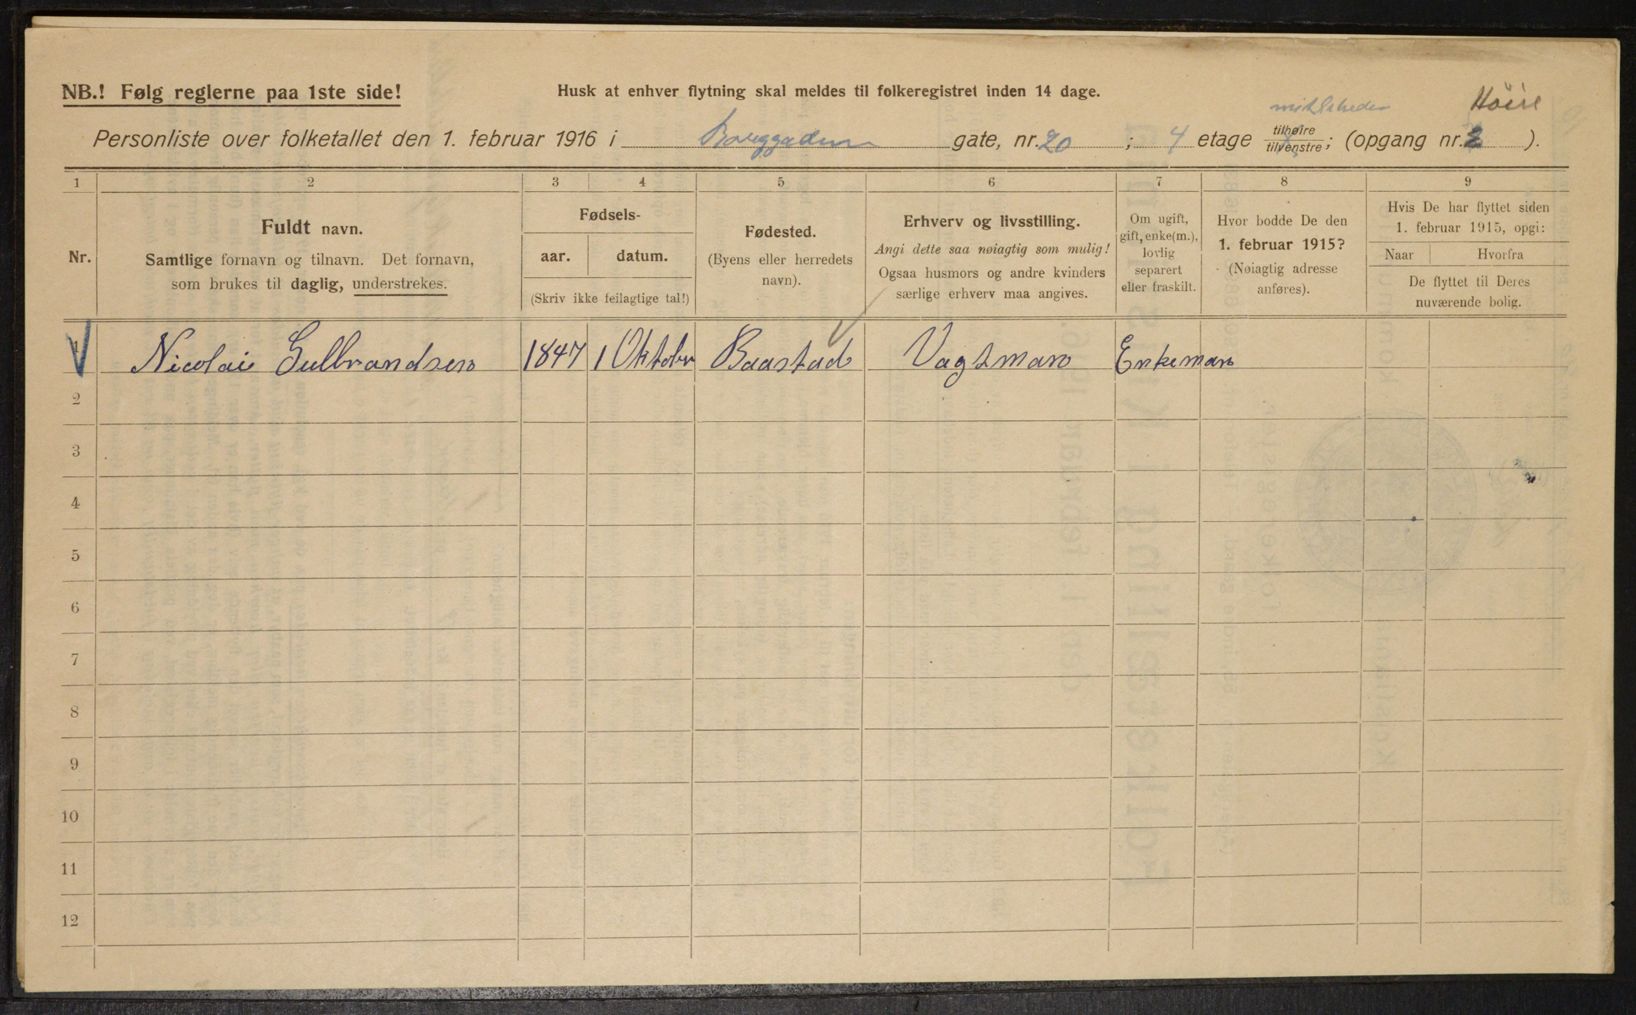 NB.! Følg reglerne paa 1ste side!
Husk at enhver flytning skal meldes til folkeregistret inden 14 dage.
Høire
Personliste over folketallet den 1. februar 1916 i Borggaden gate, nr. 20 ; 4 etage tilhøire tilvenstre; (opgang nr. 2 ).
1 2 3 4 5 6 7 8 9
Nr.
Fuldt navn.
Samtlige fornavn og tilnavn. Det fornavn,
som brukes til daglig, understrekes.
Fødsels-
aar. datum.
(Skriv ikke feilagtige tal!)
Fødested.
(Byens eller herredets
navn).
Erhverv og livsstilling.
Angi dette saa nøiagtig som mulig!
Ogsaa husmors og andre kvinders
særlige erhverv maa angives.
Om ugift,
gift, enke(m.),
lovlig
separert
eller fraskilt.
Hvor bodde De den
1. februar 1915?
(Nøiagtig adresse
anføres).
Hvis De har flyttet siden
1. februar 1915, opgi:
Naar Hvorfra
De flyttet til Deres
nuværende bolig.
Nicolai Gulbrandsen 1847 1 Oktober Baastad Vagtmann Enkemann
2
3
4
5
6
7
8
9
10
11
12